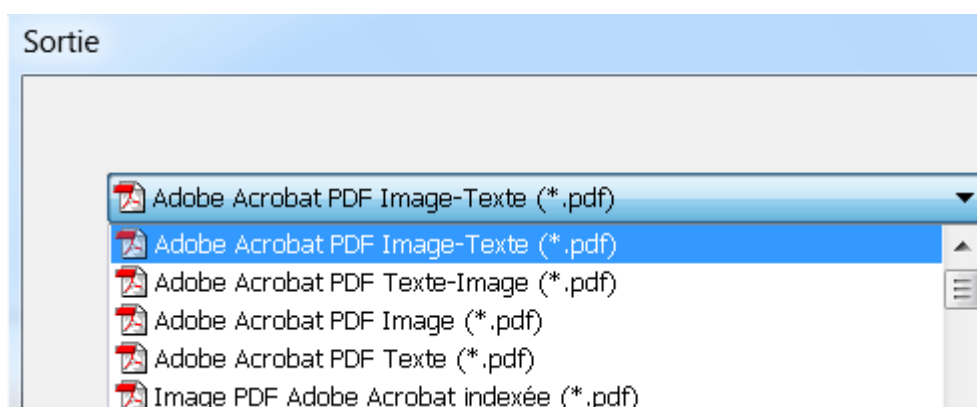 Sortie
Adobe Acrobat PDF Image-Texte (*.pdf)
Adobe Acrobat PDF Image-Texte (*.pdf)
Adobe Acrobat PDF Texte-Image (*.pdf)
Adobe Acrobat PDF Image (*.pdf)
Adobe Acrobat PDF Texte (*.pdf)
Image PDF Adobe Acrobat indexée (*.pdf)